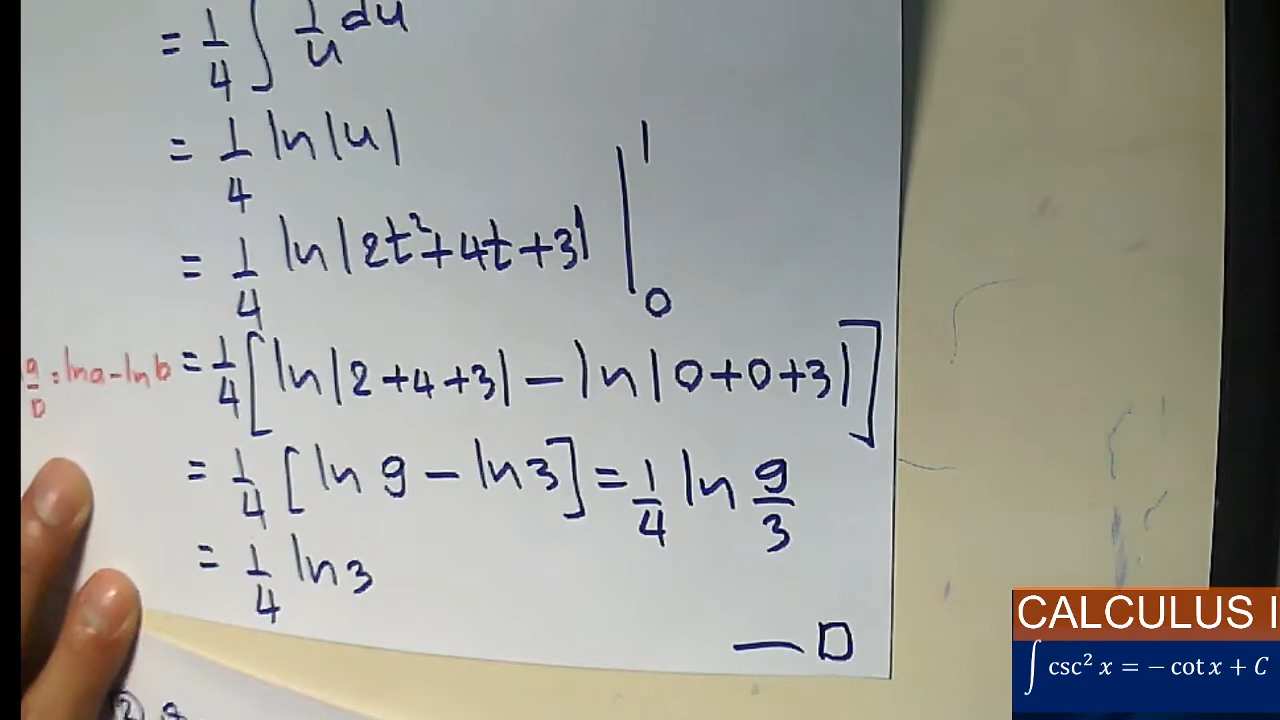 = 1/4 ∫ 1/u du
= 1/4 ln|u|
= 1/4 ln|2t²+4t+3| |₀¹
a/b = lna-lnb = 1/4 [ln|2+4+3| - ln|0+0+3|]
= 1/4 [ln 9 - ln 3] = 1/4 ln 9/3
= 1/4 ln 3
— □
CALCULUS I
∫ csc² x = − cot x + C